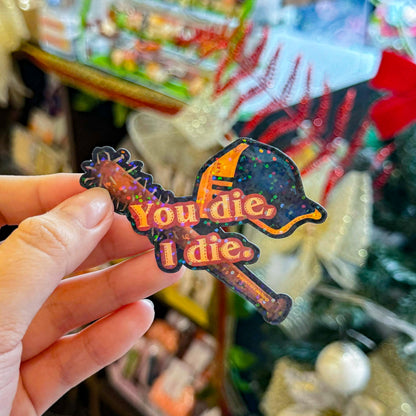 You die,
I die.